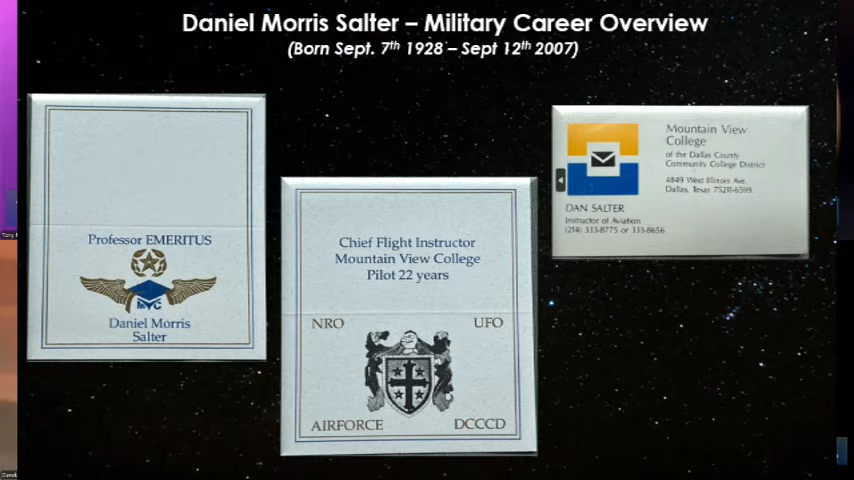 Daniel Morris Salter – Military Career Overview
(Born Sept. 7th 1928 – Sept 12th 2007)
Professor EMERITUS
MVC
Daniel Morris
Salter
Chief Flight Instructor
Mountain View College
Pilot 22 years
NRO
UFO
AIRFORCE
DCCCD
Mountain View
College
of the Dallas County
Community College District
4849 West Illinois Ave.
Dallas, Texas 75211-6599
DAN SALTER
Instructor of Aviation
(214) 333-8775 or 333-8656